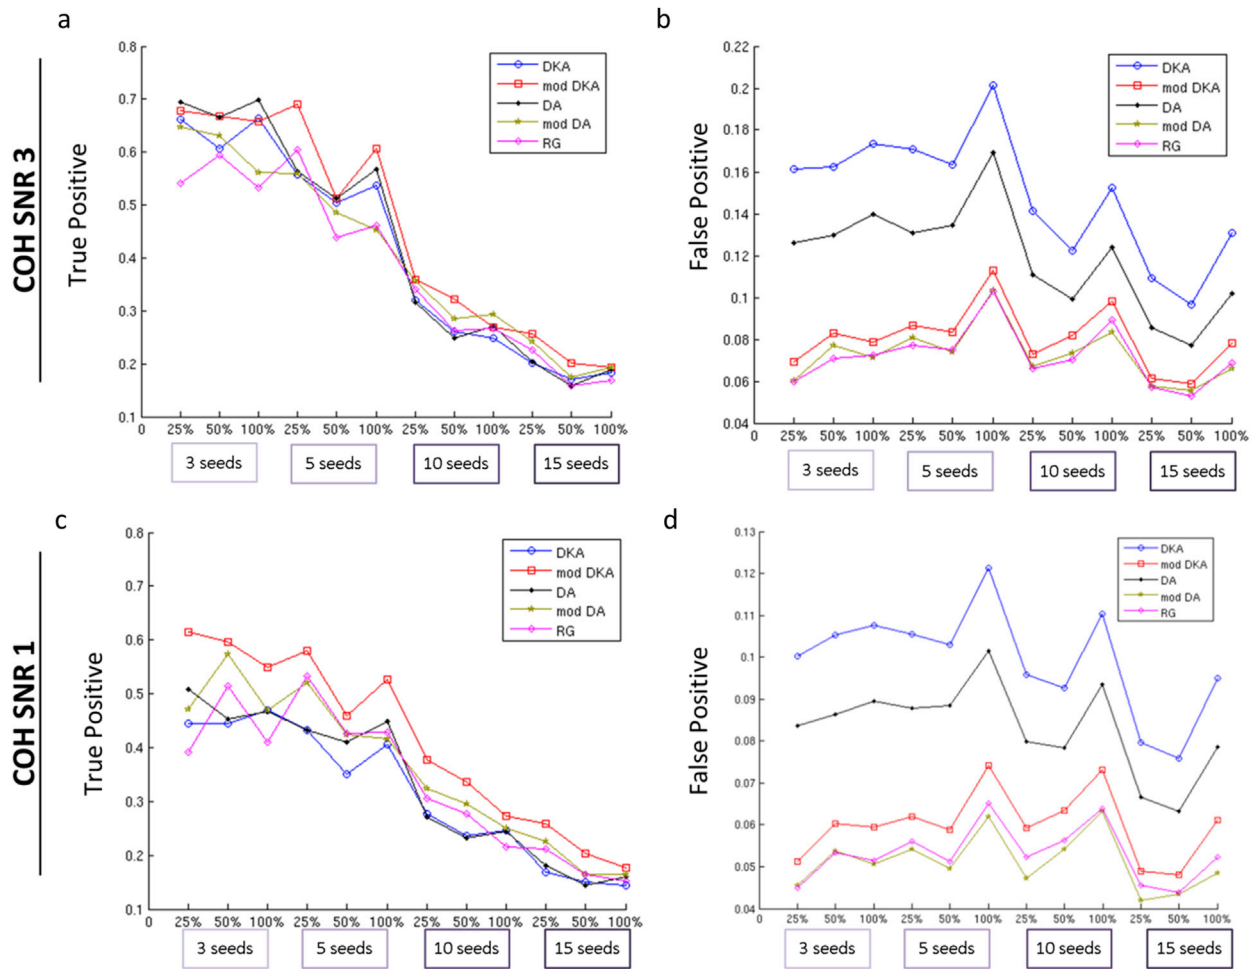 a
b
COH SNR 3
True Positive
0.8
0.7
0.6
0.5
0.4
0.3
0.2
0.1
0
DKA
mod DKA
DA
mod DA
RG
25% 50% 100% 25% 50% 100% 25% 50% 100% 25% 50% 100%
3 seeds
5 seeds
10 seeds
15 seeds
False Positive
0.22
0.2
0.18
0.16
0.14
0.12
0.1
0.08
0.06
0.04
0
DKA
mod DKA
DA
mod DA
RG
25% 50% 100% 25% 50% 100% 25% 50% 100% 25% 50% 100%
3 seeds
5 seeds
10 seeds
15 seeds
c
d
COH SNR 1
True Positive
0.8
0.7
0.6
0.5
0.4
0.3
0.2
0.1
0
DKA
mod DKA
DA
mod DA
RG
25% 50% 100% 25% 50% 100% 25% 50% 100% 25% 50% 100%
3 seeds
5 seeds
10 seeds
15 seeds
False Positive
0.13
0.12
0.11
0.1
0.09
0.08
0.07
0.06
0.05
0.04
0
DKA
mod DKA
DA
mod DA
RG
25% 50% 100% 25% 50% 100% 25% 50% 100% 25% 50% 100%
3 seeds
5 seeds
10 seeds
15 seeds